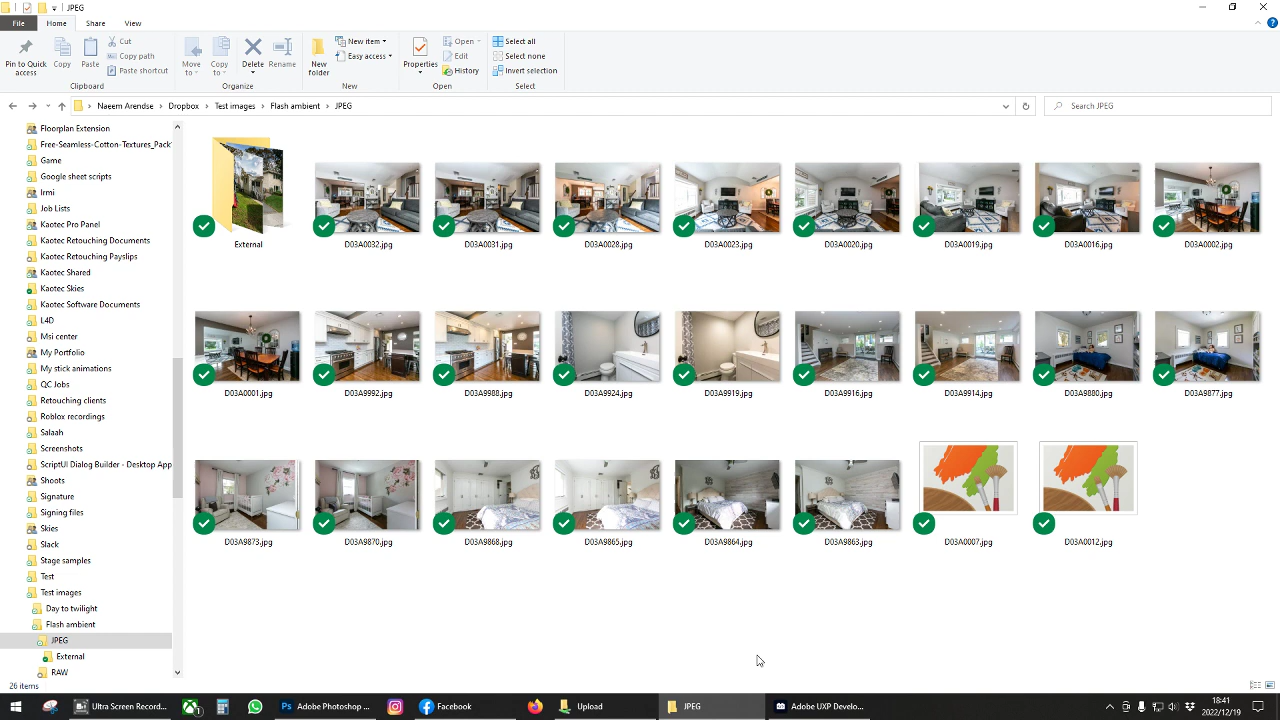 JPEG
File
Home
Share
View
Pin to Quick access
Copy
Paste
Cut
Copy path
Paste shortcut
Clipboard
Move to
Copy to
Delete
Rename
Organize
New folder
New item
Easy access
New
Properties
Open
Edit
History
Open
Select all
Select none
Invert selection
Select
Naeem Arendse > Dropbox > Test images > Flash ambient > JPEG
Search JPEG
Floorplan Extension
Free-Seamless-Cotton-Textures_Pack
Game
Google sheet scripts
Irmi
Job Lists
Kaotec Pro Panel
Kaotec Retouching Documents
Kaotec Retouching Payslips
Kaotec Shared
Kaotec Skies
Kaotec Software Documents
L4D
Msi center
My Portfolio
My stick animations
QC Jobs
Retouching clients
Roblox recordings
Salaah
Screenshots
ScriptUI Dialog Builder - Desktop App
Shoots
Signature
Signing files
Skies
Slack
Stage samples
Test
Test images
Day to twilight
Flash ambient
JPEG
External
RAW
External
D03A0032.jpg
D03A0031.jpg
D03A0028.jpg
D03A0023.jpg
D03A0020.jpg
D03A0019.jpg
D03A0016.jpg
D03A0002.jpg
D03A0001.jpg
D03A9992.jpg
D03A9988.jpg
D03A9924.jpg
D03A9919.jpg
D03A9916.jpg
D03A9914.jpg
D03A9880.jpg
D03A9877.jpg
D03A9873.jpg
D03A9870.jpg
D03A9868.jpg
D03A9865.jpg
D03A9864.jpg
D03A9863.jpg
D03A0007.jpg
D03A0012.jpg
26 items
Ultra Screen Record...
1
Ps
Adobe Photoshop ...
Facebook
Upload
JPEG
Adobe UXP Develo...
18:41
2022/12/19